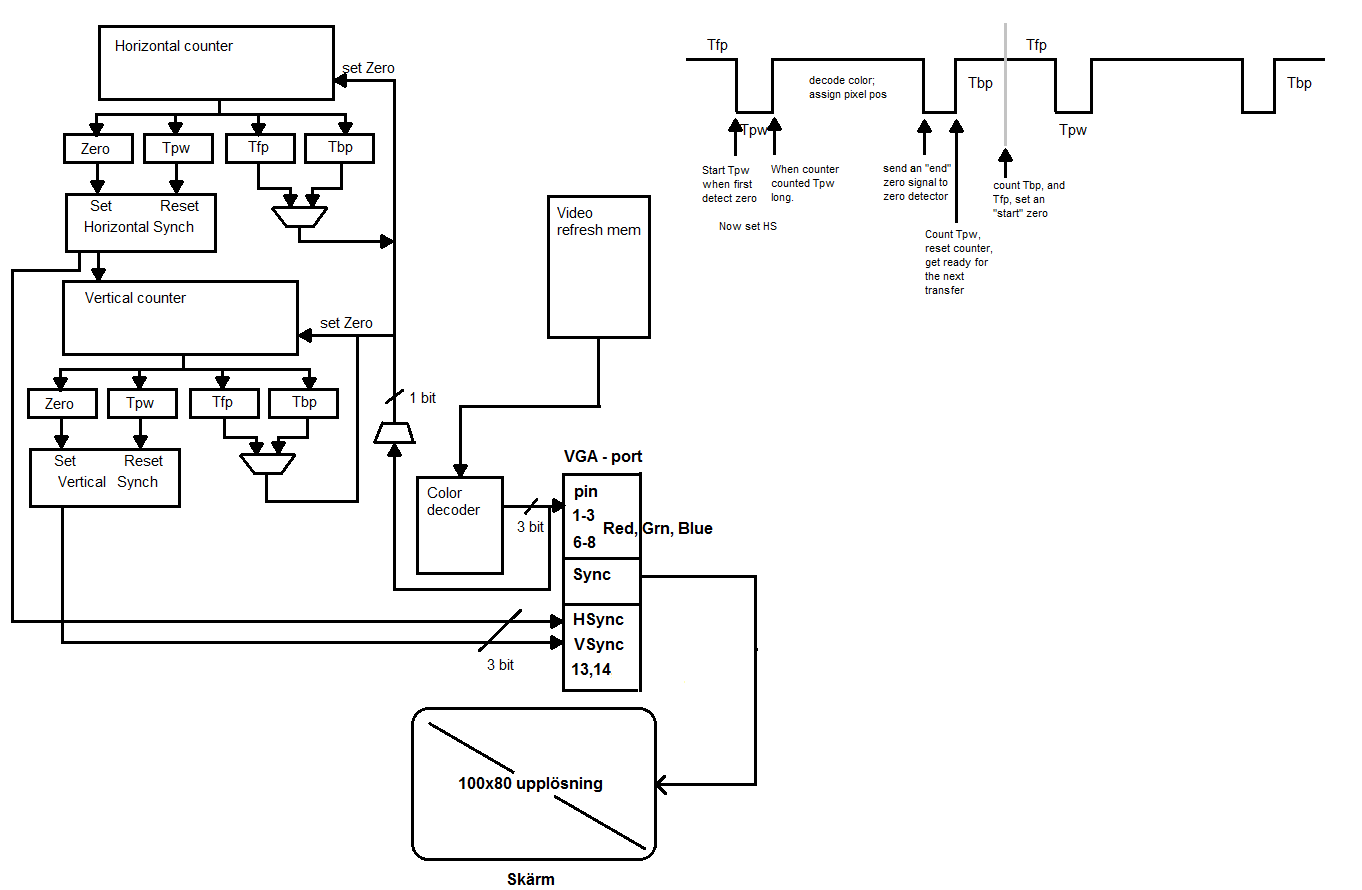 Horizontal counter
set Zero
Zero
Tpw
Tfp
Tbp
Set
Reset
Horizontal Synch
Vertical counter
set Zero
Zero
Tpw
Tfp
Tbp
Set
Reset
Vertical Synch
1 bit
Video
refresh mem
Color
decoder
3 bit
VGA - port
pin
1-3
6-8
Red, Grn, Blue
Sync
HSync
VSync
13,14
3 bit
100x80 upplösning
Skärm
Tfp
Tpw
decode color;
assign pixel pos
Tbp
Tfp
Tpw
Tbp
Start Tpw
when first
detect zero
When counter
counted Tpw
long.
Now set HS
send an "end"
zero signal to
zero detector
Count Tpw,
reset counter,
get ready for
the next
transfer
count Tbp, and
Tfp, set an
"start" zero